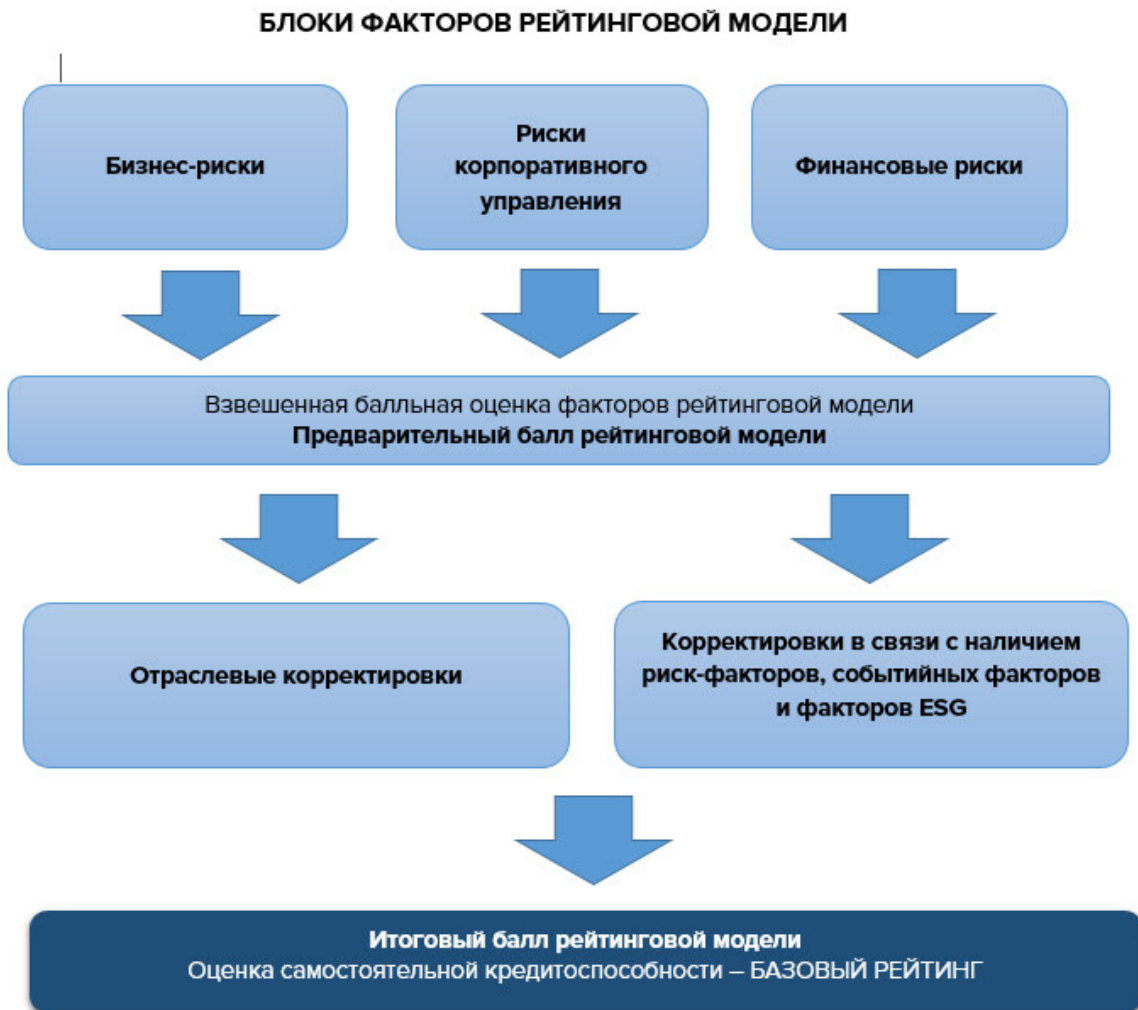 БЛОКИ ФАКТОРОВ РЕЙТИНГОВОЙ МОДЕЛИ
Бизнес-риски
Риски
корпоративного
управления
Финансовые риски
Взвешенная балльная оценка факторов рейтинговой модели
Предварительный балл рейтинговой модели
Отраслевые корректировки
Корректировки в связи с наличием
риск-факторов, событийных факторов
и факторов ESG
Итоговый балл рейтинговой модели
Оценка самостоятельной кредитоспособности – БАЗОВЫЙ РЕЙТИНГ